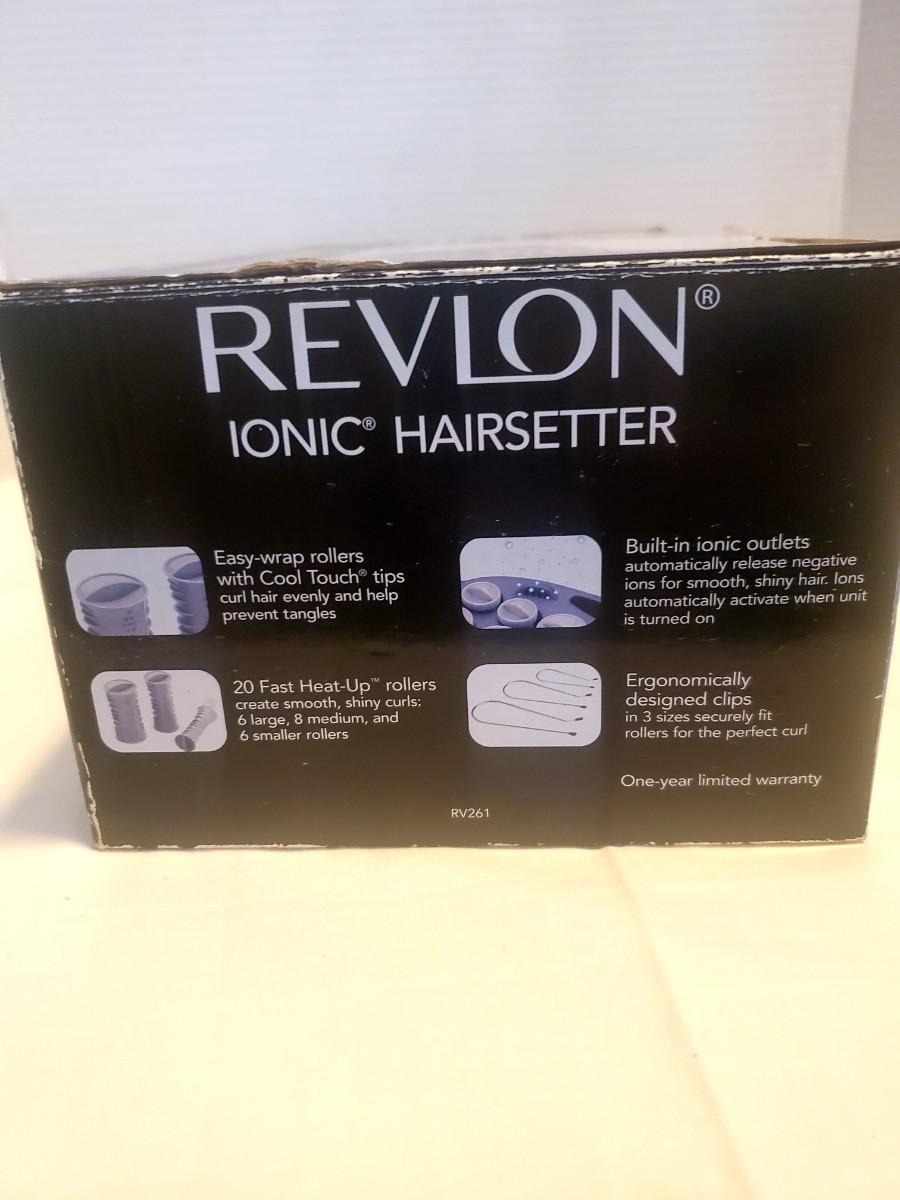 REVLON®
IONIC® HAIRSETTER
Easy-wrap rollers
with Cool Touch® tips
curl hair evenly and help
prevent tangles
Built-in ionic outlets
automatically release negative
ions for smooth, shiny hair. Ions
automatically activate when unit
is turned on
20 Fast Heat-Up™ rollers
create smooth, shiny curls:
6 large, 8 medium, and
6 smaller rollers
Ergonomically
designed clips
in 3 sizes securely fit
rollers for the perfect curl
One-year limited warranty
RV261